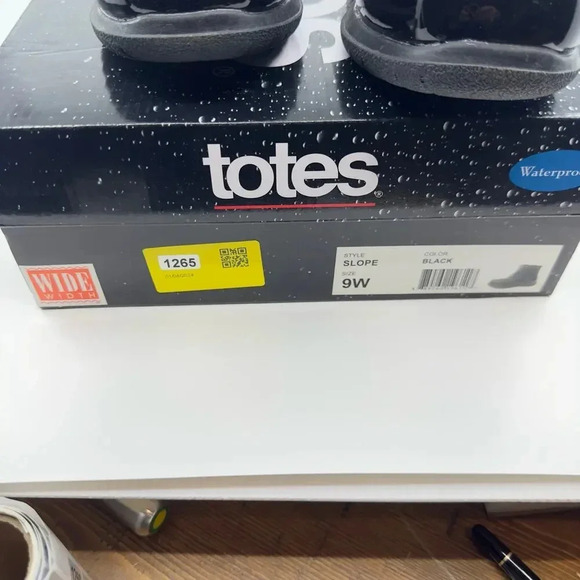 totes®
Waterproo
WIDE
WIDTH
1265
STYLE
SLOPE
SIZE
9W
COLOR
BLACK